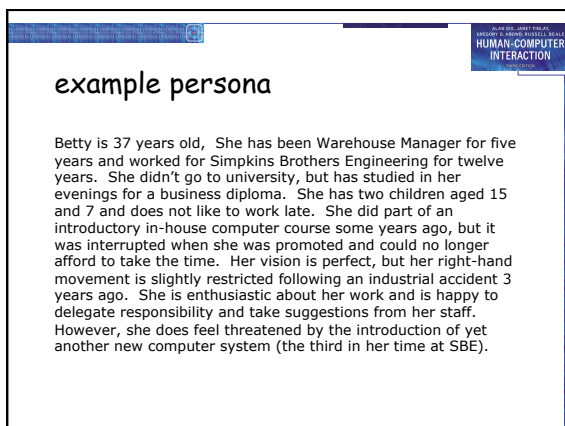 ALAN DIX, JANET FINLAY,
GREGORY D. ABOWD, RUSSELL BEALE
HUMAN-COMPUTER
INTERACTION
THIRD EDITION
example persona
Betty is 37 years old,  She has been Warehouse Manager for five
years and worked for Simpkins Brothers Engineering for twelve
years.  She didn't go to university, but has studied in her
evenings for a business diploma.  She has two children aged 15
and 7 and does not like to work late.  She did part of an
introductory in-house computer course some years ago, but it
was interrupted when she was promoted and could no longer
afford to take the time.  Her vision is perfect, but her right-hand
movement is slightly restricted following an industrial accident 3
years ago.  She is enthusiastic about her work and is happy to
delegate responsibility and take suggestions from her staff.
However, she does feel threatened by the introduction of yet
another new computer system (the third in her time at SBE).